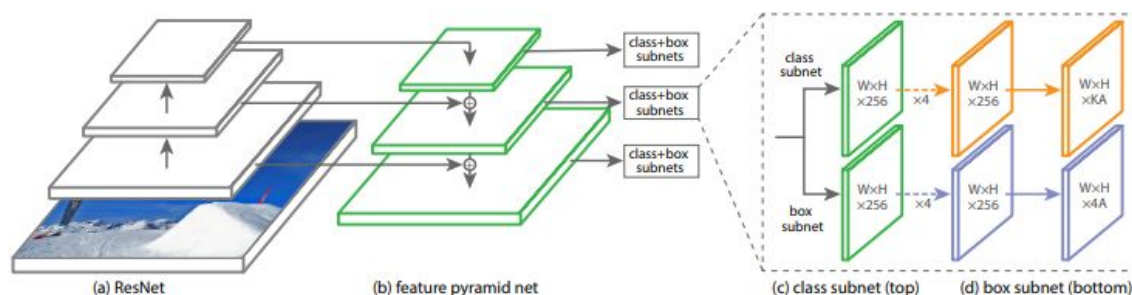 class+box
subnets
class+box
subnets
class+box
subnets
class
subnet
W×H
×256
×4
W×H
×256
W×H
×KA
W×H
×256
×4
W×H
×256
W×H
×4A
box
subnet
(a) ResNet
(b) feature pyramid net
(c) class subnet (top)
(d) box subnet (bottom)